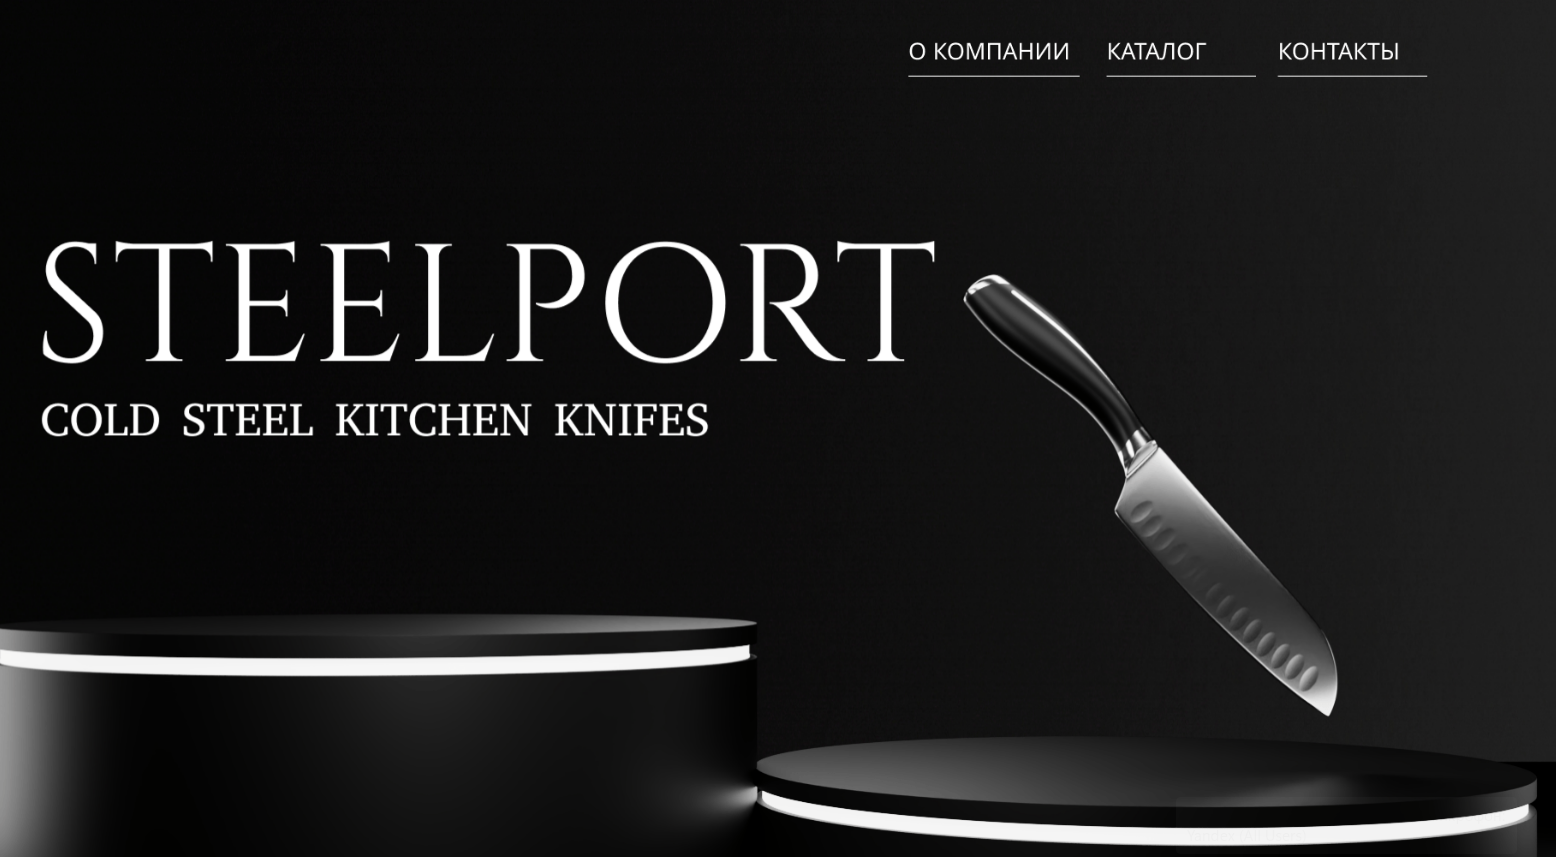 О КОМПАНИИ КАТАЛОГ КОНТАКТЫ
STEELPORT
COLD STEEL KITCHEN KNIFES